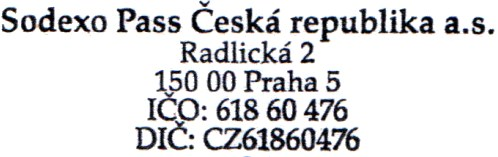 Sodexo Pass Česká republika a.s.
Radlická 2
150 00 Praha 5
IČO: 618 60 476
DIČ: CZ61860476